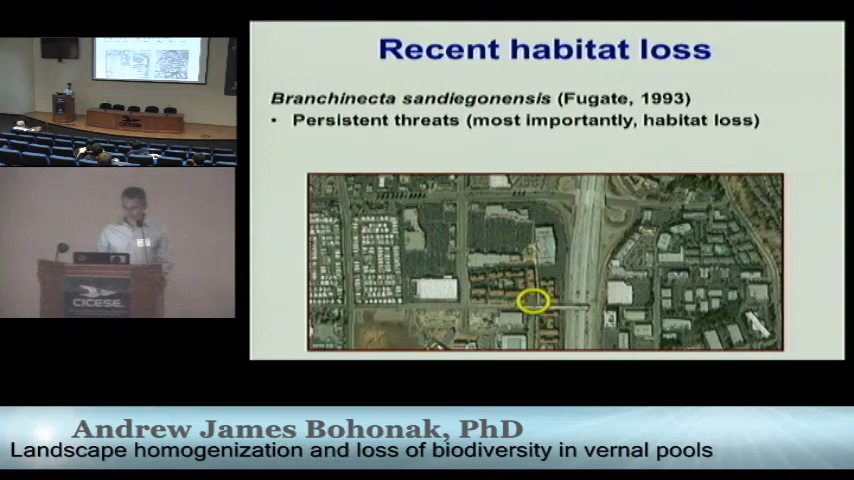 Recent habitat loss
Branchinecta sandiegonensis (Fugate, 1993)
• Persistent threats (most importantly, habitat loss)
CICESE
Andrew James Bohonak, PhD
Landscape homogenization and loss of biodiversity in vernal pools